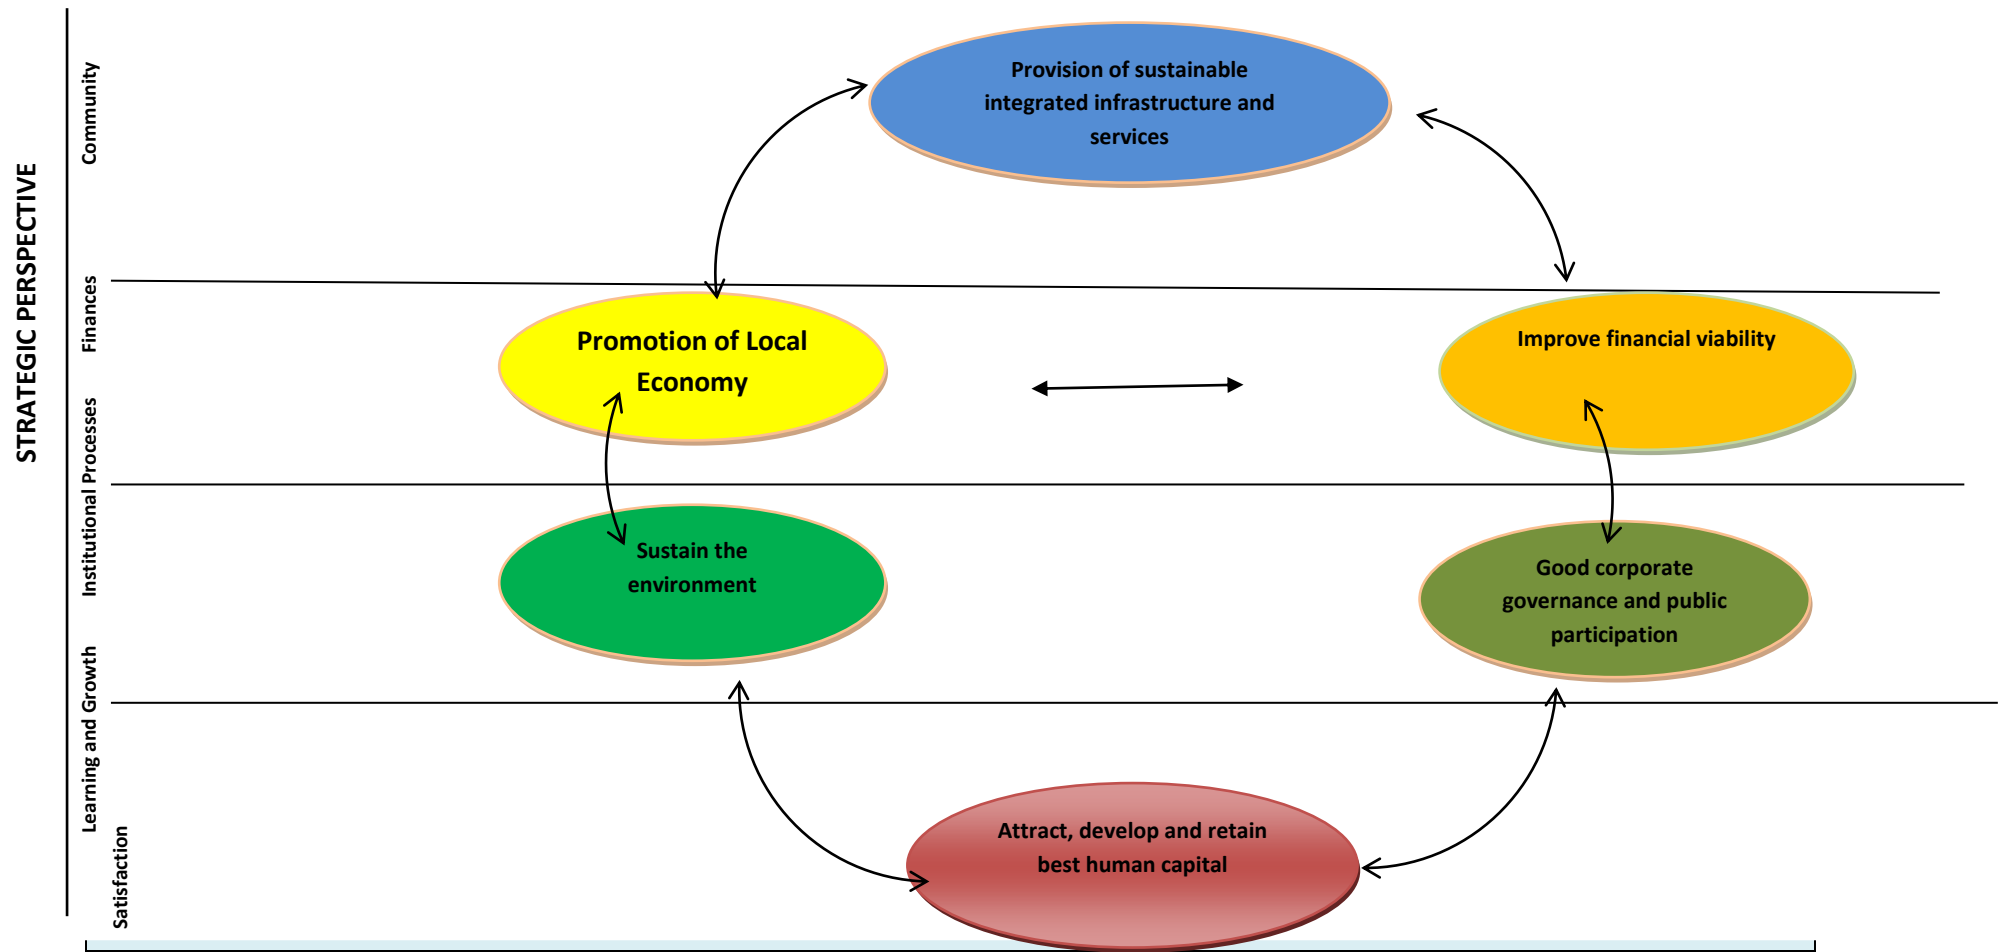 STRATEGIC PERSPECTIVE
Community
Finances
Institutional Processes
Learning and Growth
Satisfaction
Provision of sustainable
integrated infrastructure and
services
Promotion of Local
Economy
Improve financial viability
Sustain the
environment
Good corporate
governance and public
participation
Attract, develop and retain
best human capital